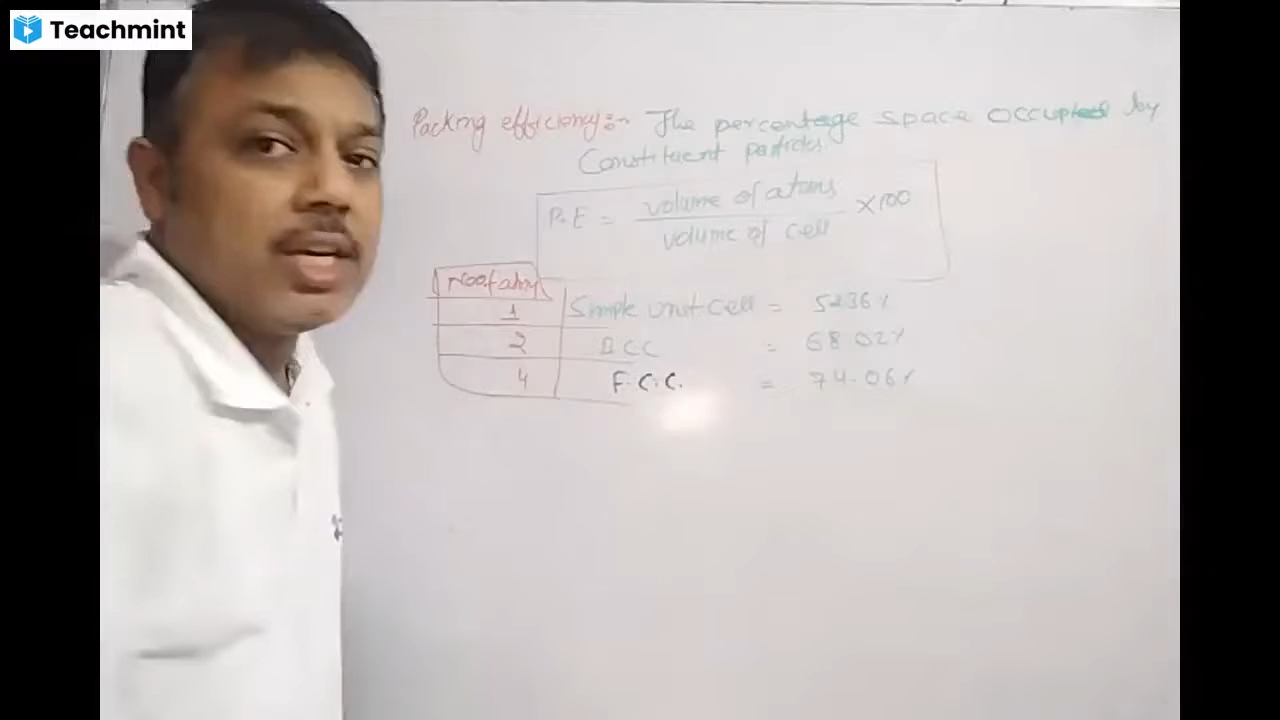 Teachmint
Packing efficiency:- The percentage space occupied by
Constituent particles
P.E = volume of atoms / volume of cell × 100
No of atoms
1 Simple unit cell = 52.36%
2 B.C.C = 68.02%
4 F.C.C. = 74.06%